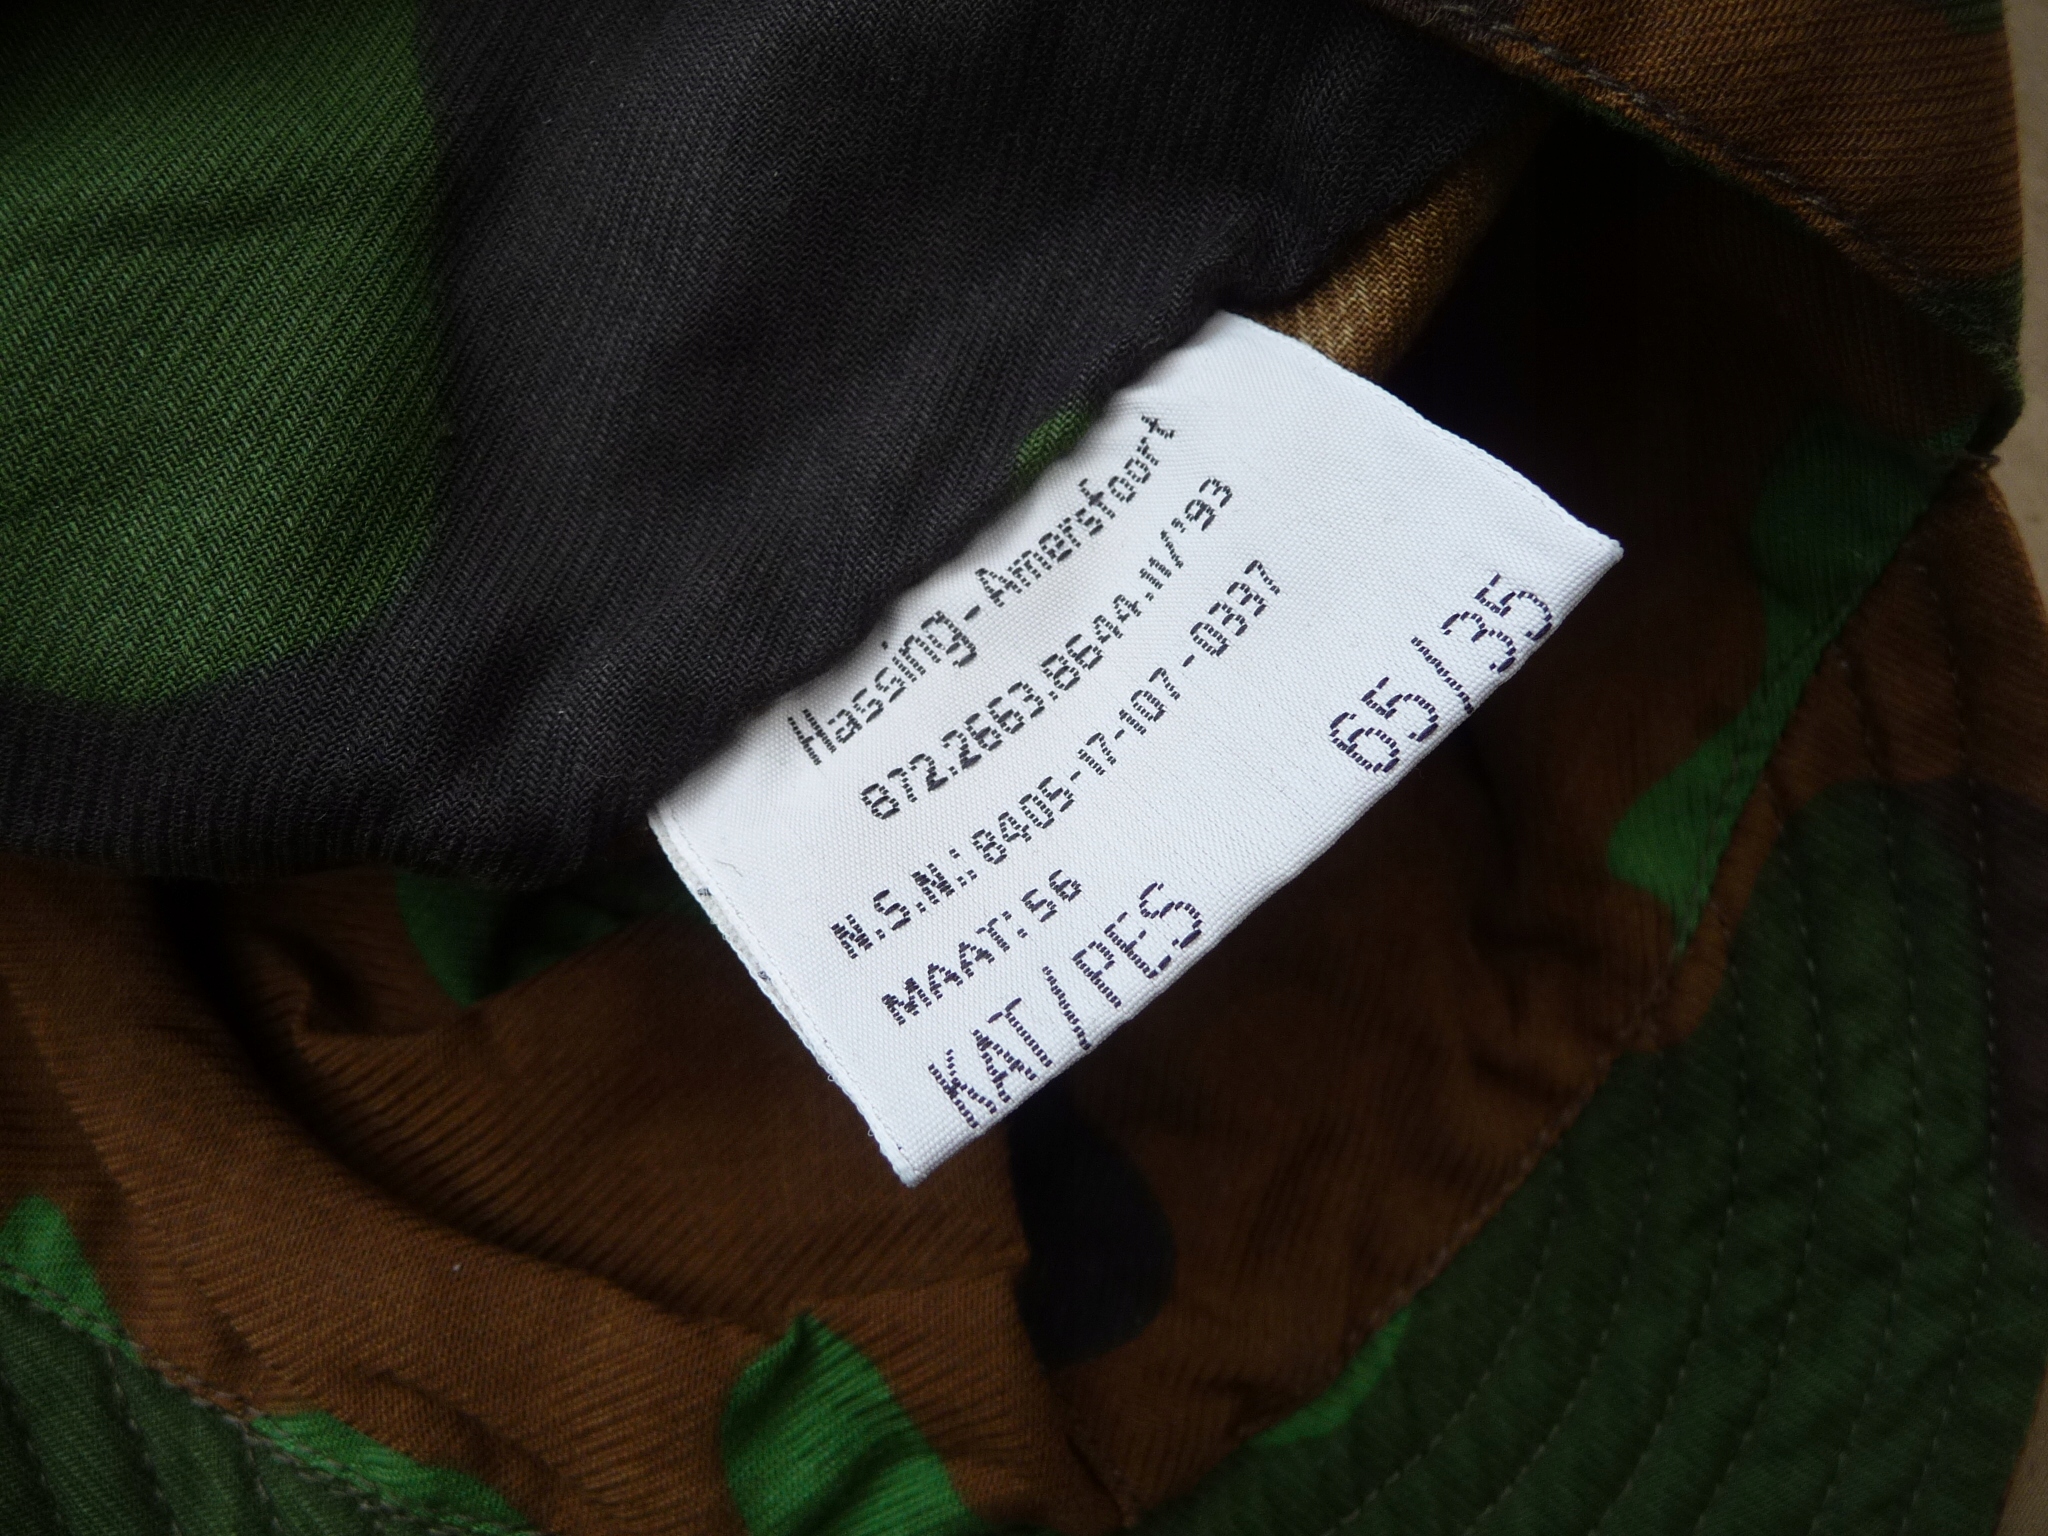 Hassing-Amersfoort
872.2663.8644.11/'93
N.S.N.: 8405-17-107-0337
MAAT: 56
KAT/PES 65/35